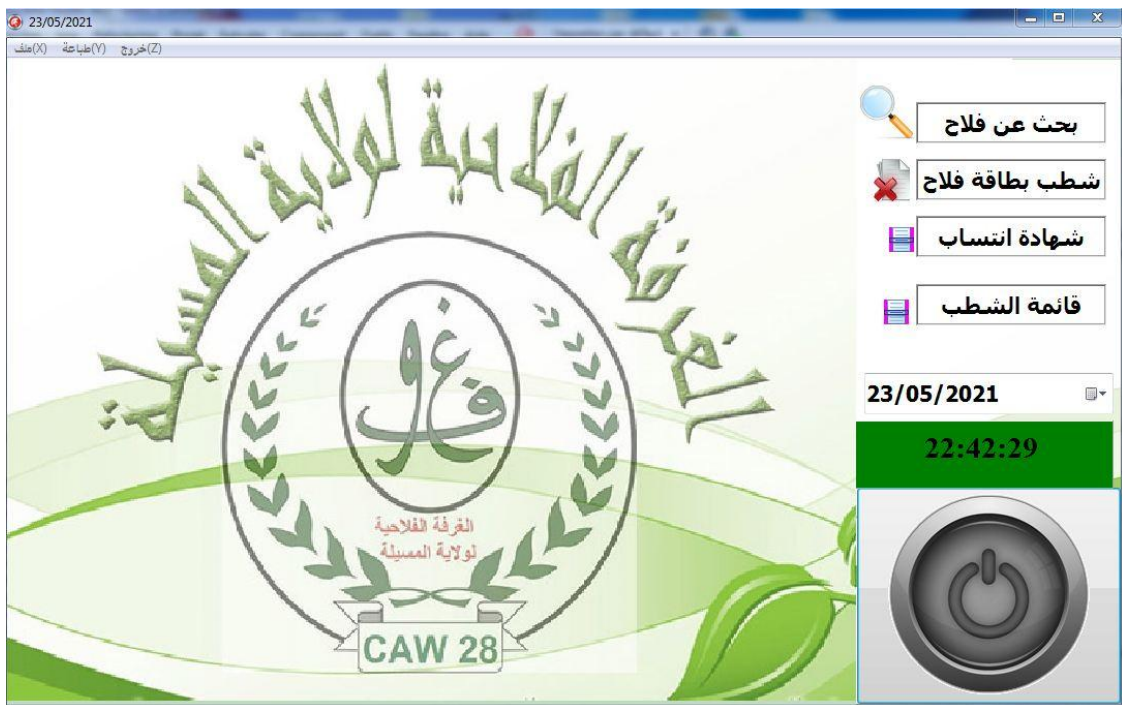 23/05/2021
ملف(X) طباعة(Y) خروج(Z)
الغرفة الفلاحية لولاية المسيلة
الغرفة الفلاحية
لولاية المسيلة
CAW 28
بحث عن فلاح
شطب بطاقة فلاح
شهادة انتساب
قائمة الشطب
23/05/2021
22:42:29